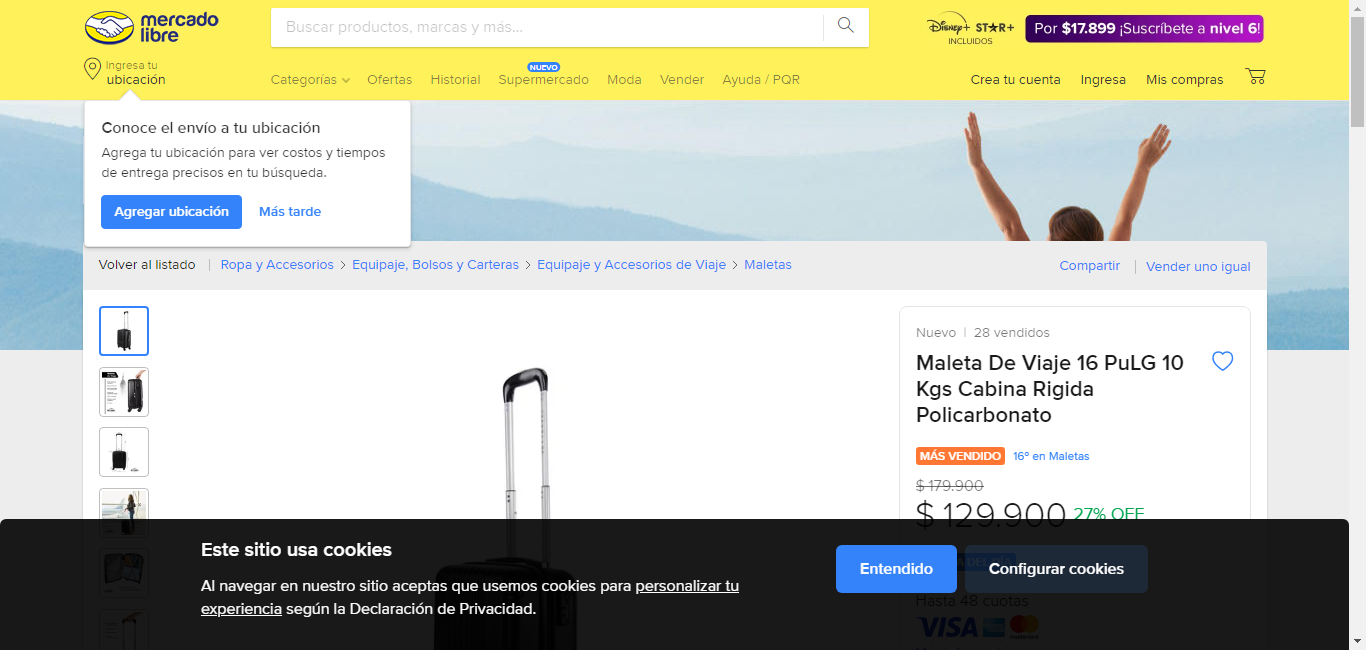 mercado
libre
Buscar productos, marcas y más...
Disney+ STAR+
INCLUIDOS
Por $17.899 ¡Suscríbete a nivel 6!
Ingresa tu
ubicación
Categorías
Ofertas
Historial
NUEVO
Supermercado
Moda
Vender
Ayuda / PQR
Crea tu cuenta
Ingresa
Mis compras
Conoce el envío a tu ubicación
Agrega tu ubicación para ver costos y tiempos
de entrega precisos en tu búsqueda.
Agregar ubicación
Más tarde
Volver al listado
Ropa y Accesorios
Equipaje, Bolsos y Carteras
Equipaje y Accesorios de Viaje
Maletas
Compartir
Vender uno igual
Nuevo | 28 vendidos
Maleta De Viaje 16 PuLG 10
Kgs Cabina Rigida
Policarbonato
MÁS VENDIDO 16º en Maletas
$ 179.900
$ 129.900 27% OFF
Este sitio usa cookies
Al navegar en nuestro sitio aceptas que usemos cookies para personalizar tu
experiencia según la Declaración de Privacidad.
Entendido
Configurar cookies
Hasta 48 cuotas
VISA